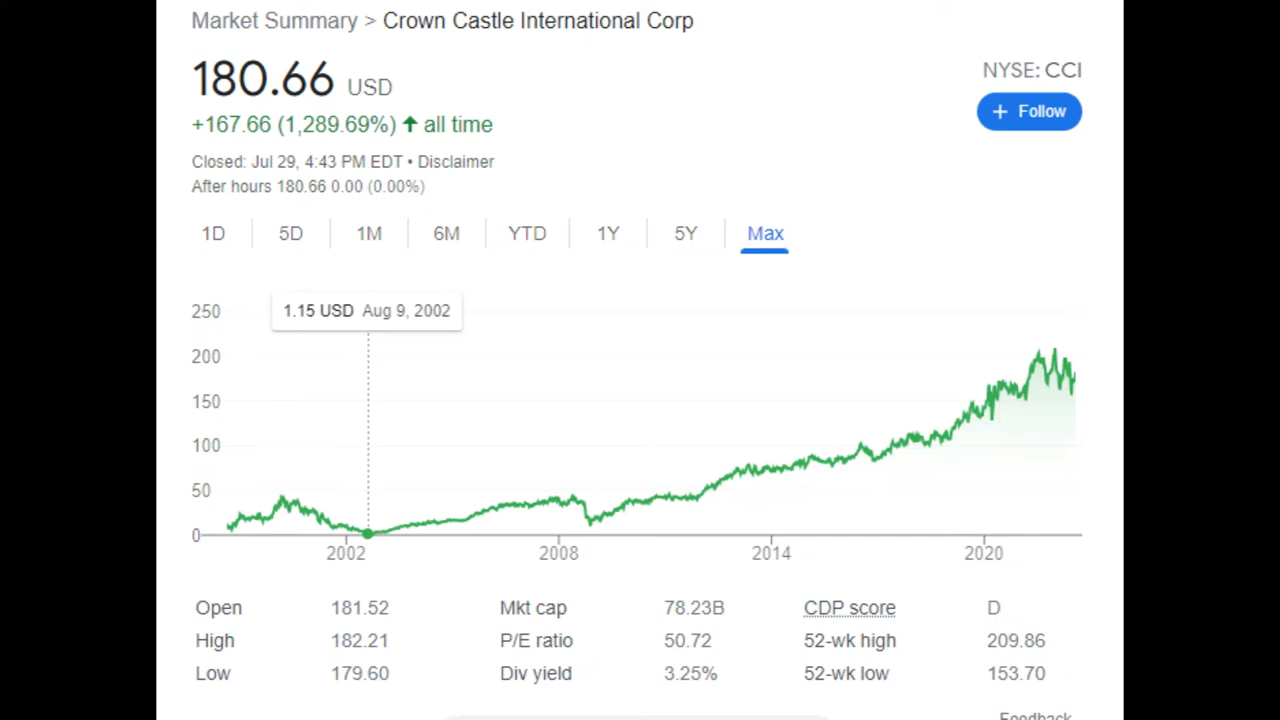 Market Summary > Crown Castle International Corp
180.66 USD
NYSE: CCI
+ Follow
+167.66 (1,289.69%) ↑ all time
Closed: Jul 29, 4:43 PM EDT • Disclaimer
After hours 180.66 0.00 (0.00%)
1D 5D 1M 6M YTD 1Y 5Y Max
1.15 USD Aug 9, 2002
250
200
150
100
50
0
2002 2008 2014 2020
Open 181.52 Mkt cap 78.23B CDP score D
High 182.21 P/E ratio 50.72 52-wk high 209.86
Low 179.60 Div yield 3.25% 52-wk low 153.70
Feedback